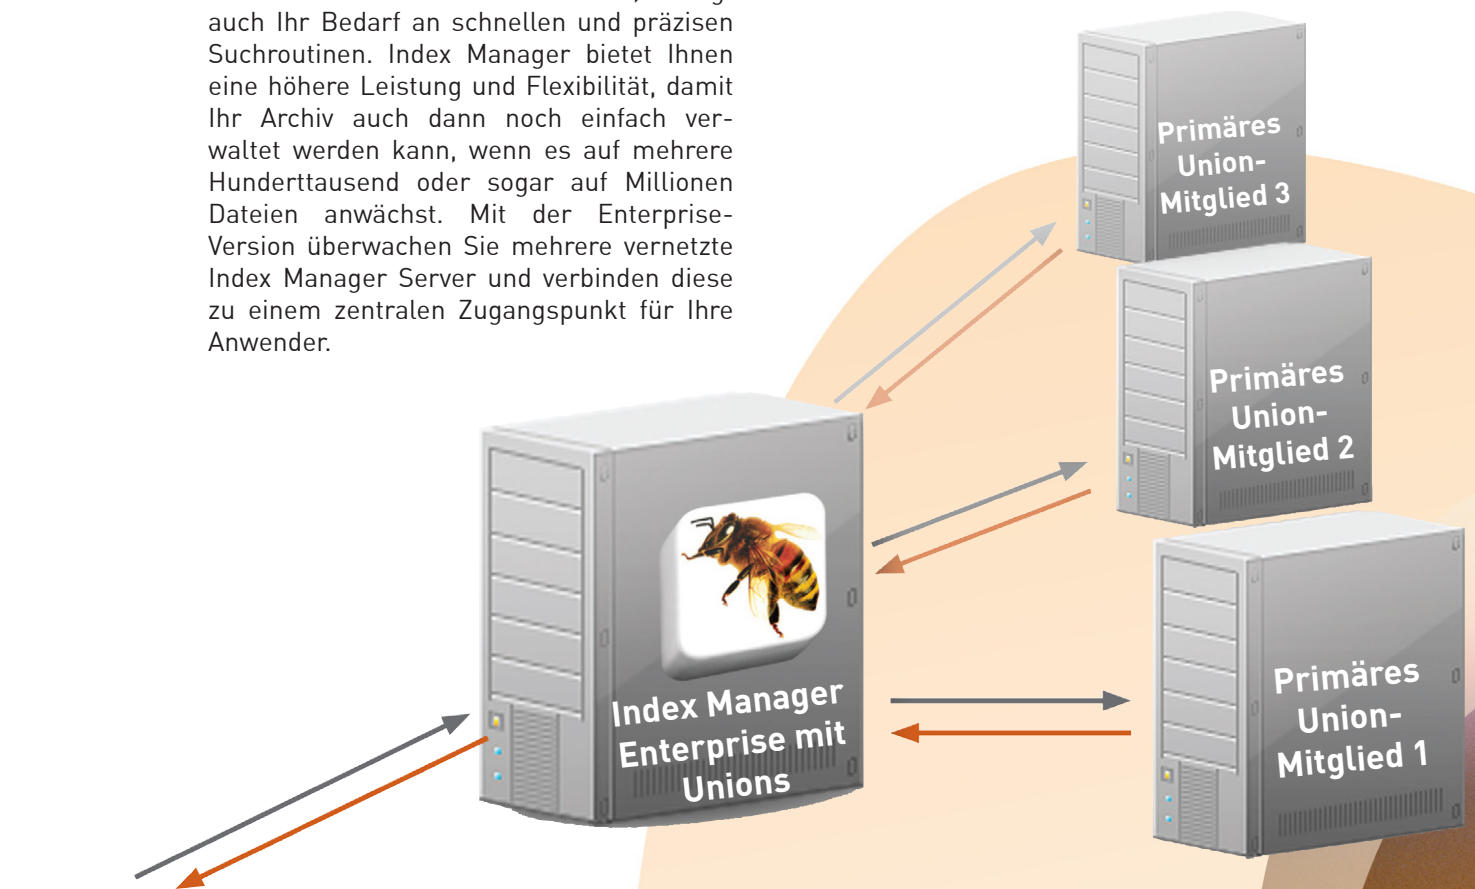 auch Ihr Bedarf an schnellen und präzisen
Suchroutinen. Index Manager bietet Ihnen
eine höhere Leistung und Flexibilität, damit
Ihr Archiv auch dann noch einfach ver-
waltet werden kann, wenn es auf mehrere
Hunderttausend oder sogar auf Millionen
Dateien anwächst. Mit der Enterprise-
Version überwachen Sie mehrere vernetzte
Index Manager Server und verbinden diese
zu einem zentralen Zugangspunkt für Ihre
Anwender.
Primäres
Union-
Mitglied 3
Primäres
Union-
Mitglied 2
Primäres
Union-
Mitglied 1
Index Manager
Enterprise mit
Unions